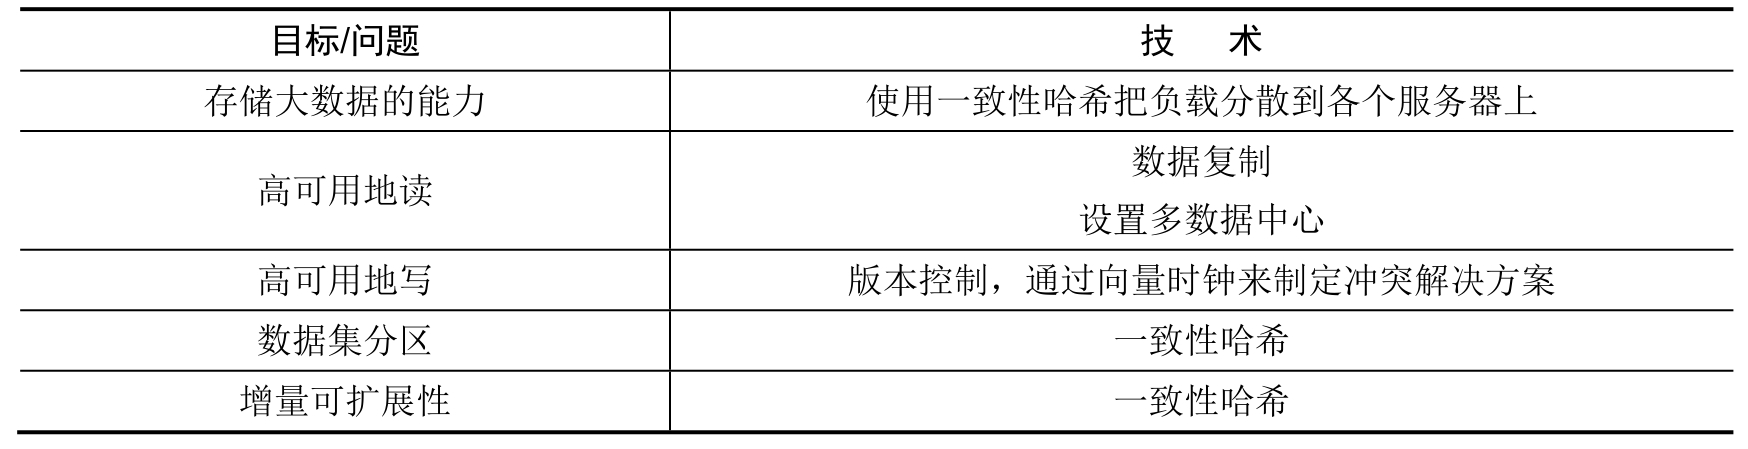 目标/问题 技 术
存储大数据的能力 使用一致性哈希把负载分散到各个服务器上
高可用地读 数据复制
设置多数据中心
高可用地写 版本控制，通过向量时钟来制定冲突解决方案
数据集分区 一致性哈希
增量可扩展性 一致性哈希